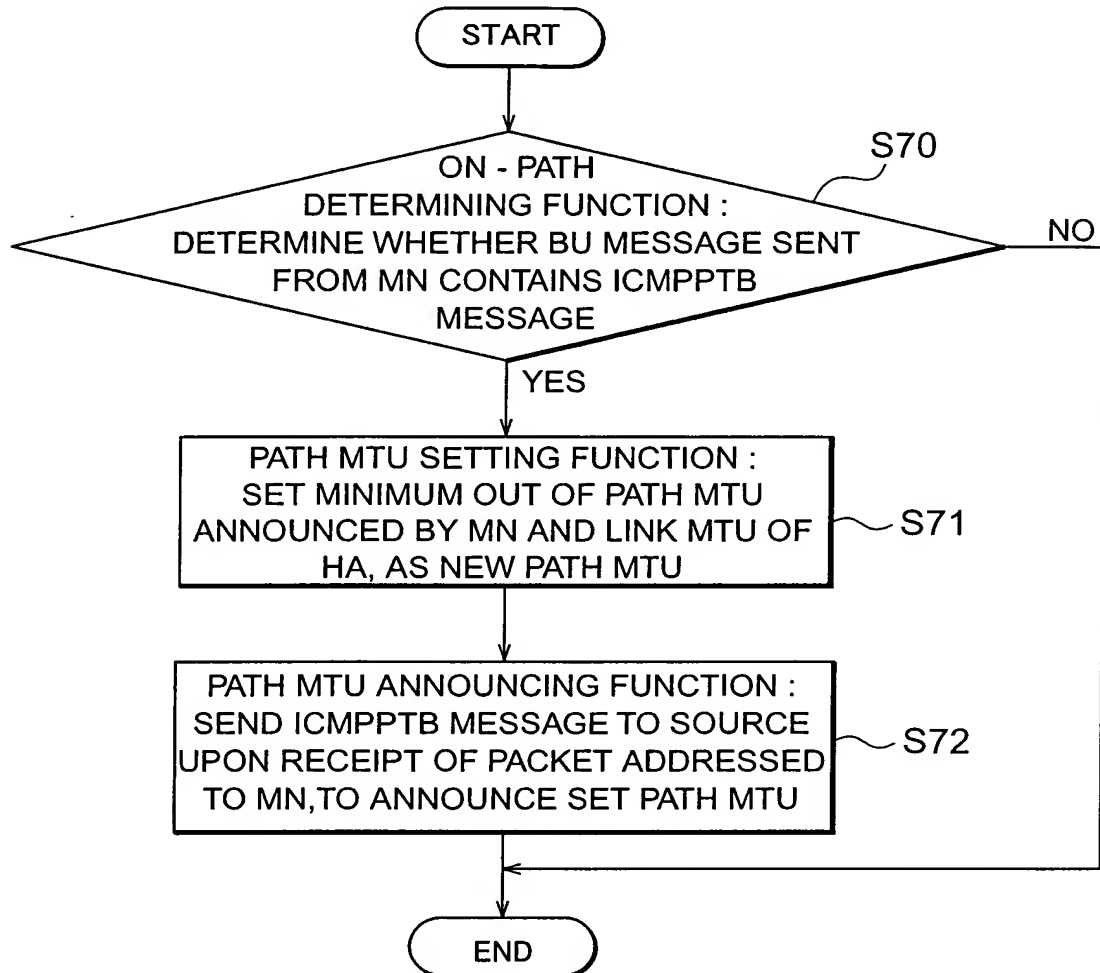 START
ON - PATH
DETERMINING FUNCTION :
DETERMINE WHETHER BU MESSAGE SENT
FROM MN CONTAINS ICMPPTB
MESSAGE
S70
NO
YES
PATH MTU SETTING FUNCTION :
SET MINIMUM OUT OF PATH MTU
ANNOUNCED BY MN AND LINK MTU OF
HA, AS NEW PATH MTU
S71
PATH MTU ANNOUNCING FUNCTION :
SEND ICMPPTB MESSAGE TO SOURCE
UPON RECEIPT OF PACKET ADDRESSED
TO MN,TO ANNOUNCE SET PATH MTU
S72
END